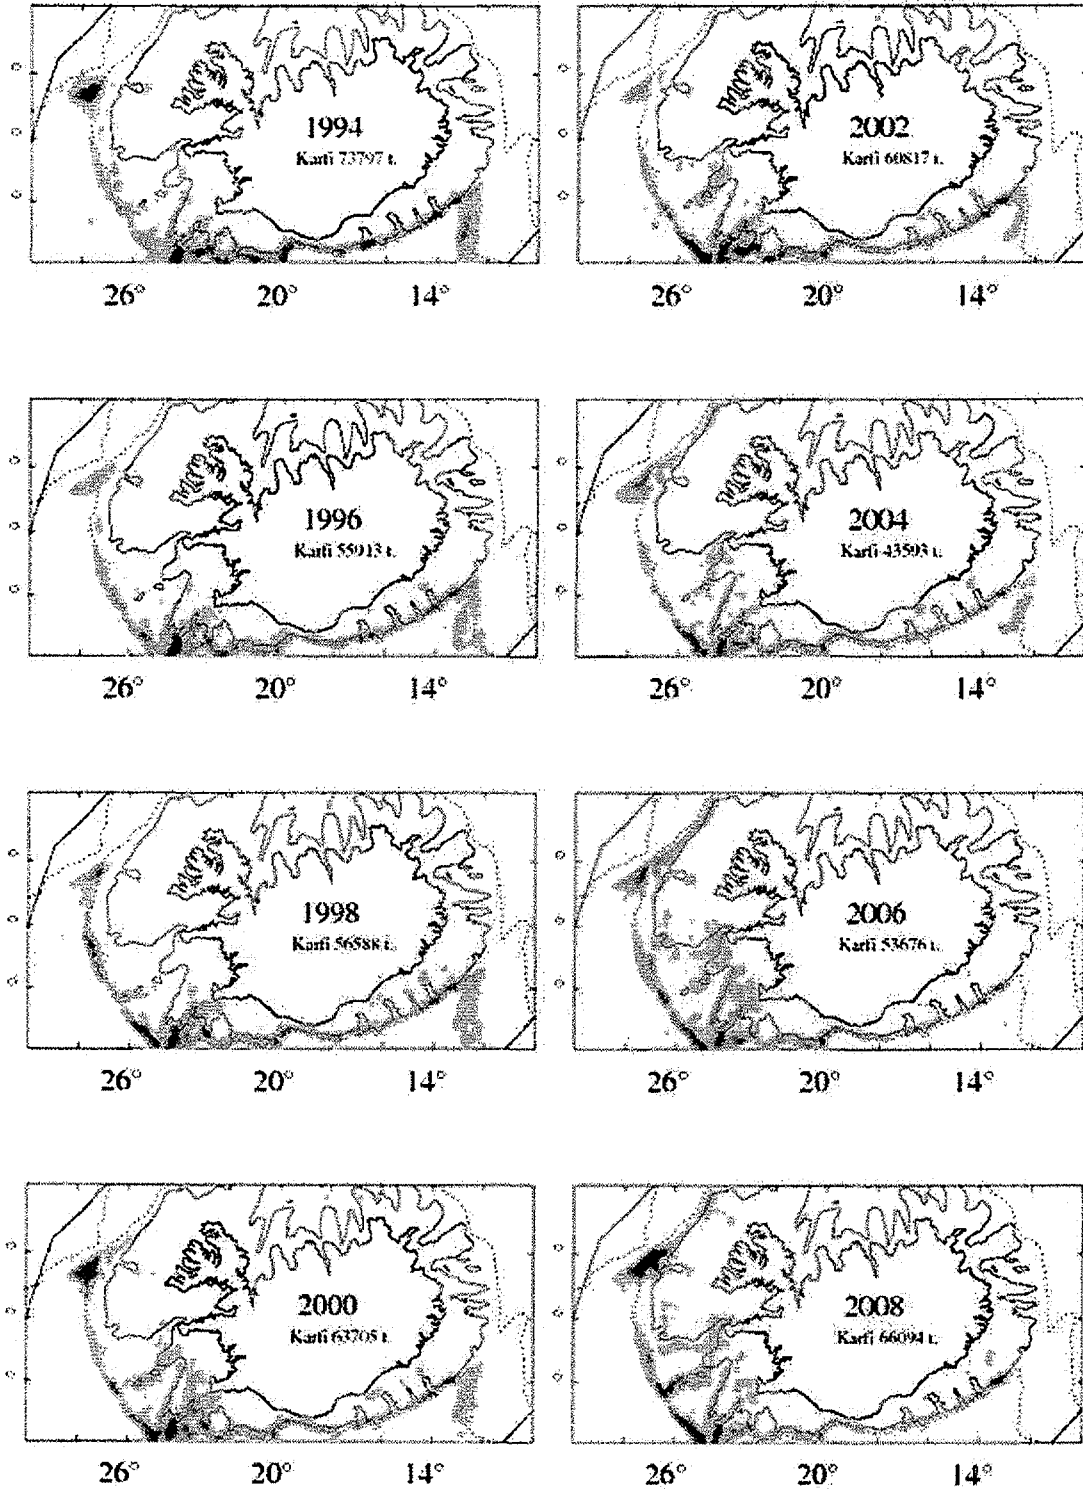 1994
Karfi 73797 t.
26° 20° 14°
2002
Karfi 60817 t.
26° 20° 14°
1996
Karfi 55913 t.
26° 20° 14°
2004
Karfi 43593 t.
26° 20° 14°
1998
Karfi 56588 t.
26° 20° 14°
2006
Karfi 53676 t.
26° 20° 14°
2000
Karfi 63705 t.
26° 20° 14°
2008
Karfi 66094 t.
26° 20° 14°